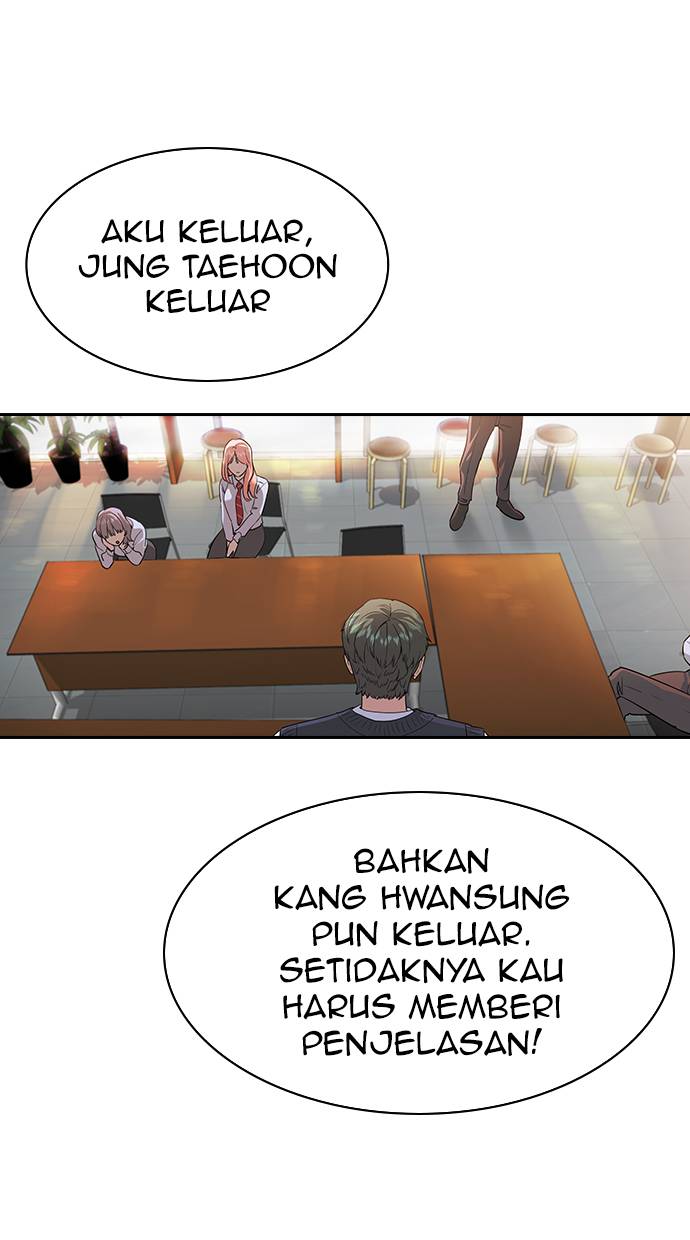 AKU KELUAR,
JUNG TAEHOON
KELUAR
BAHKAN
KANG HWANSUNG
PUN KELUAR.
SETIDAKNYA KAU
HARUS MEMBERI
PENJELASAN!